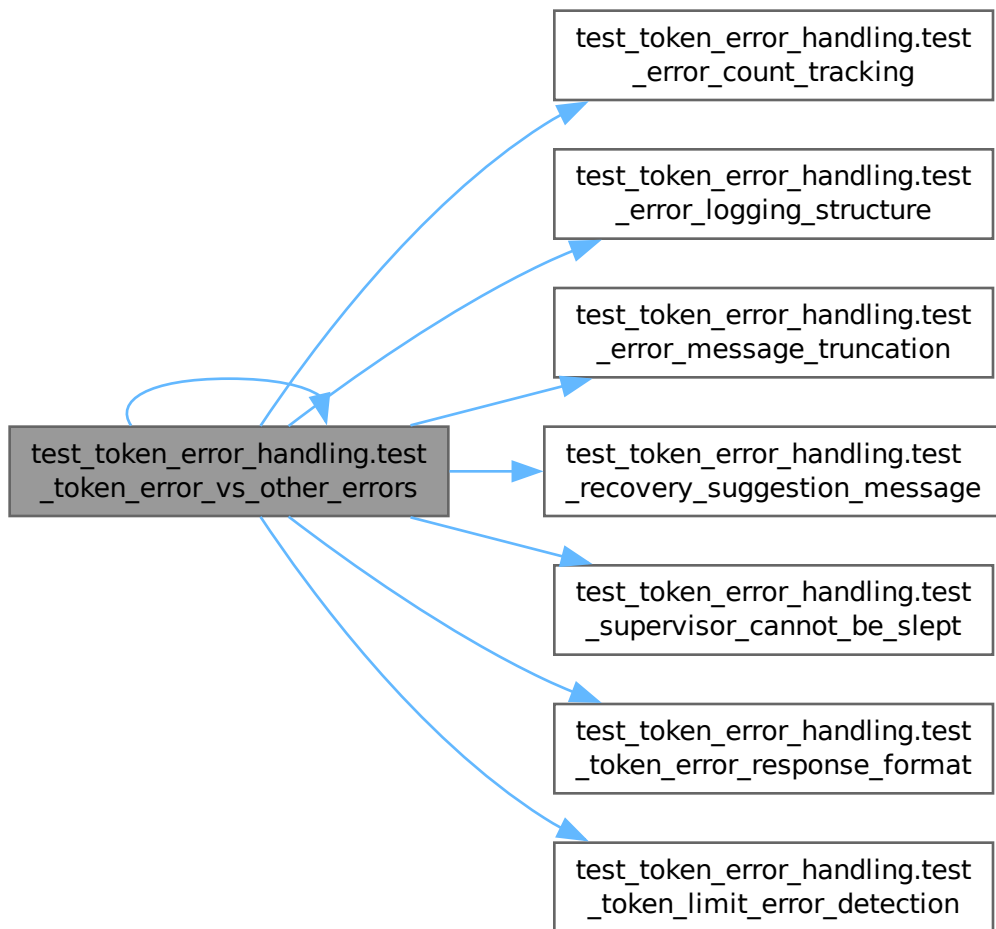 test_token_error_handling.test
_error_count_tracking
test_token_error_handling.test
_error_logging_structure
test_token_error_handling.test
_error_message_truncation
test_token_error_handling.test
_token_error_vs_other_errors
test_token_error_handling.test
_recovery_suggestion_message
test_token_error_handling.test
_supervisor_cannot_be_slept
test_token_error_handling.test
_token_error_response_format
test_token_error_handling.test
_token_limit_error_detection